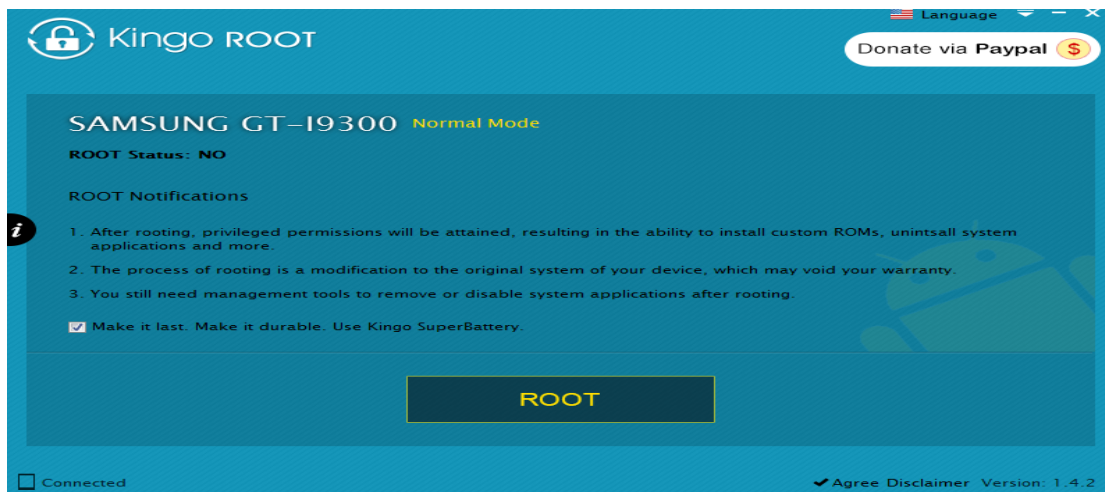 Language
Kingo ROOT
Donate via Paypal $
SAMSUNG GT-I9300 Normal Mode
ROOT Status: NO
ROOT Notifications
i
1. After rooting, privileged permissions will be attained, resulting in the ability to install custom ROMs, unintsall system
applications and more.
2. The process of rooting is a modification to the original system of your device, which may void your warranty.
3. You still need management tools to remove or disable system applications after rooting.
Make it last. Make it durable. Use Kingo SuperBattery.
ROOT
Connected
Agree Disclaimer Version: 1.4.2